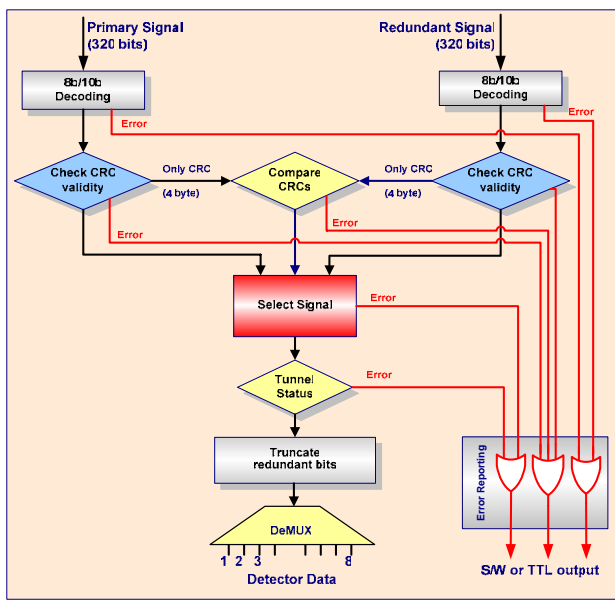 Primary Signal
(320 bits)
Redundant Signal
(320 bits)
8b/10b
Decoding
8b/10b
Decoding
Error
Error
Check CRC
validity
Only CRC
(4 byte)
Compare
CRCs
Only CRC
(4 byte)
Check CRC
validity
Error
Error
Select Signal
Error
Tunnel
Status
Error
Truncate
redundant bits
Error Reporting
DeMUX
1 2 3 8
Detector Data
S/W or TTL output